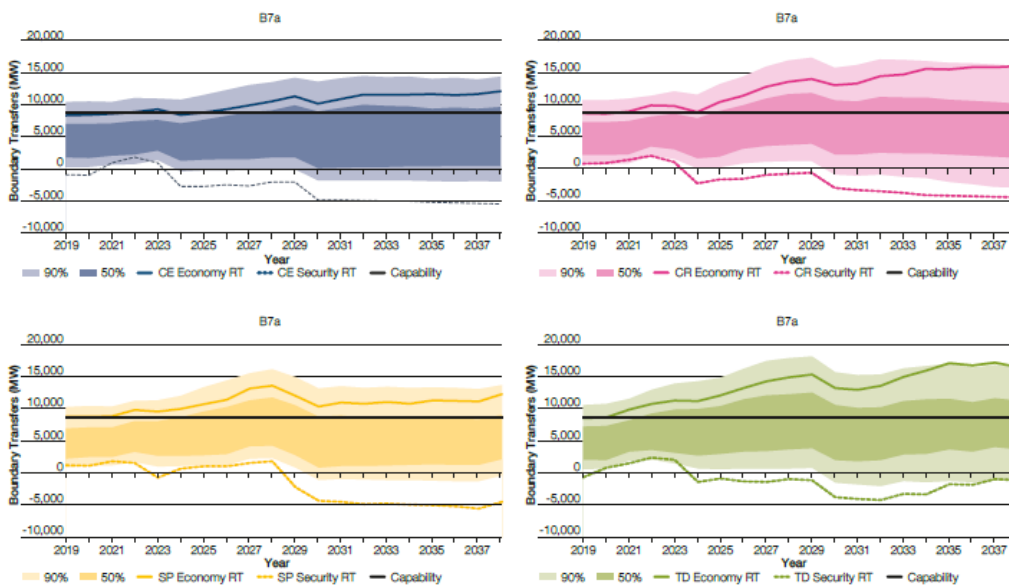 B7a
B7a
Boundary Transfers (MW)
20,000
15,000
10,000
5,000
0
-5,000
-10,000
2019 2021 2023 2025 2027 2029 2031 2033 2035 2037
Year
90% 50% CE Economy RT CE Security RT Capability
Boundary Transfers (MW)
20,000
15,000
10,000
5,000
0
-5,000
-10,000
2019 2021 2023 2025 2027 2029 2031 2033 2035 2037
Year
90% 50% CR Economy RT CR Security RT Capability
B7a
B7a
Boundary Transfers (MW)
20,000
15,000
10,000
5,000
0
-5,000
-10,000
2019 2021 2023 2025 2027 2029 2031 2033 2035 2037
Year
90% 50% SP Economy RT SP Security RT Capability
Boundary Transfers (MW)
20,000
15,000
10,000
5,000
0
-5,000
-10,000
2019 2021 2023 2025 2027 2029 2031 2033 2035 2037
Year
90% 50% TD Economy RT TD Security RT Capability